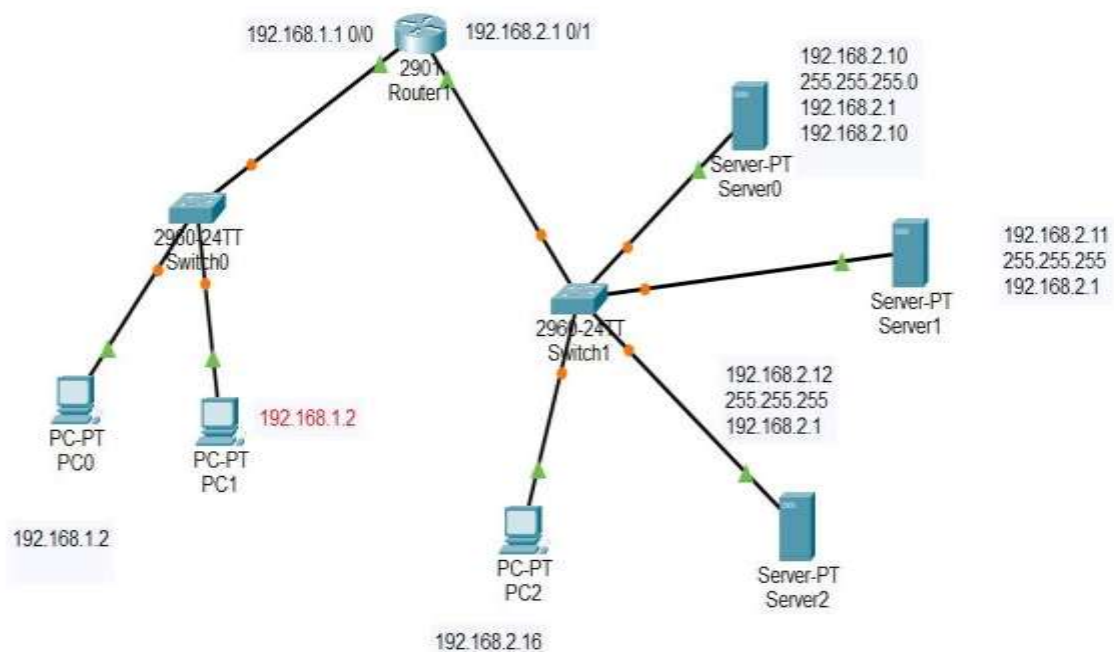 192.168.1.1 0/0
192.168.2.1 0/1
2901
Router1
192.168.2.10
255.255.255.0
192.168.2.1
192.168.2.10
Server-PT
Server0
2960-24TT
Switch0
192.168.2.11
255.255.255
192.168.2.1
Server-PT
Server1
2960-24TT
Switch1
192.168.2.12
255.255.255
192.168.2.1
PC-PT
PC0
PC-PT
PC1
192.168.1.2
192.168.1.2
PC-PT
PC2
Server-PT
Server2
192.168.2.16